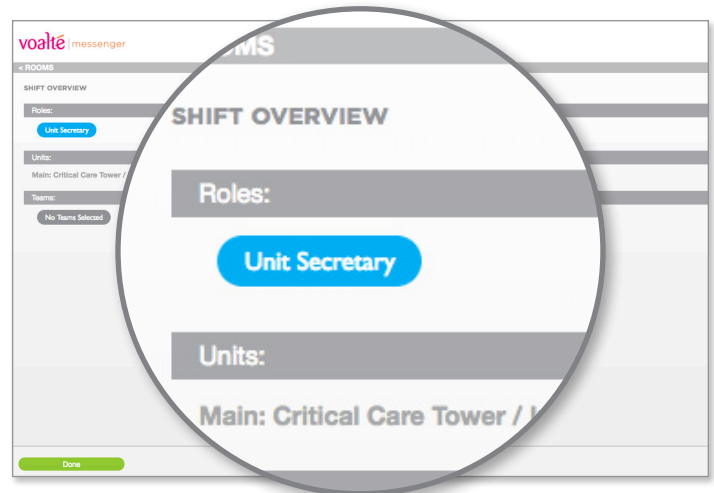 voalté messenger
< ROOMS
SHIFT OVERVIEW
Roles:
Unit Secretary
Units:
Main: Critical Care Tower /
Teams:
No Teams Selected
Done
SHIFT OVERVIEW
Roles:
Unit Secretary
Units:
Main: Critical Care Tower /